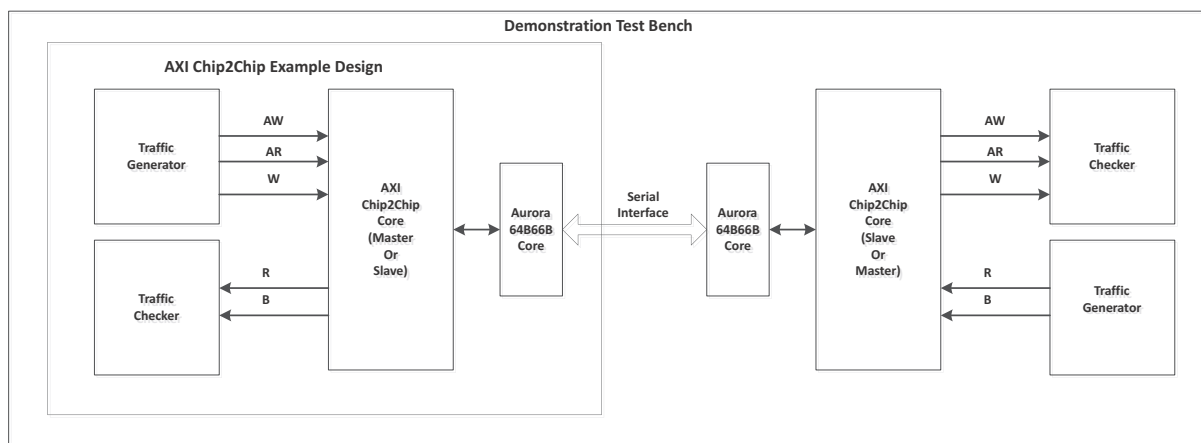 Demonstration Test Bench
AXI Chip2Chip Example Design
Traffic
Generator
AW
AR
W
Traffic
Checker
R
B
AXI
Chip2Chip
Core
(Master
Or
Slave)
Aurora
64B66B
Core
Serial
Interface
Aurora
64B66B
Core
AXI
Chip2Chip
Core
(Slave
Or
Master)
AW
AR
W
Traffic
Checker
R
B
Traffic
Generator